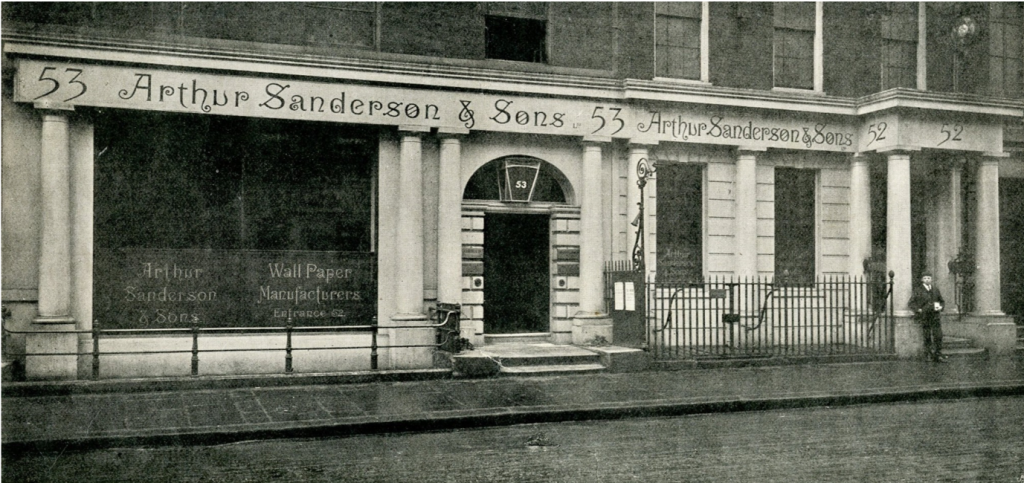 53 Arthur Sanderson & Sons Ld 53 Arthur Sanderson & Sons 52 52
53
Arthur
Sanderson
& Sons
Wall Paper
Manufacturers
Entrance 52